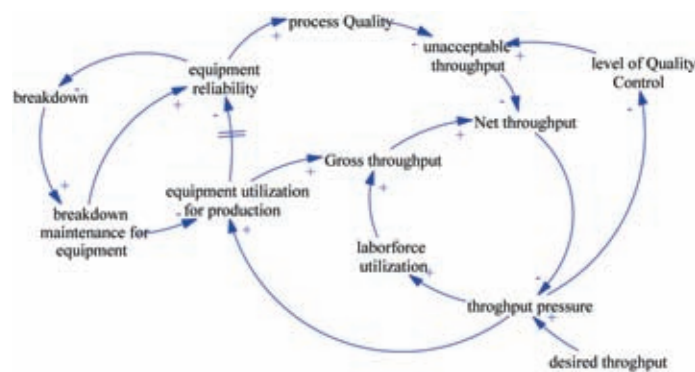 process Quality
unacceptable
throughput
level of Quality
Control
equipment
reliability
breakdown
Net throughput
Gross throughput
equipment utilization
for production
breakdown
maintenance for
equipment
laborforce
utilization
throghput pressure
desired throghput